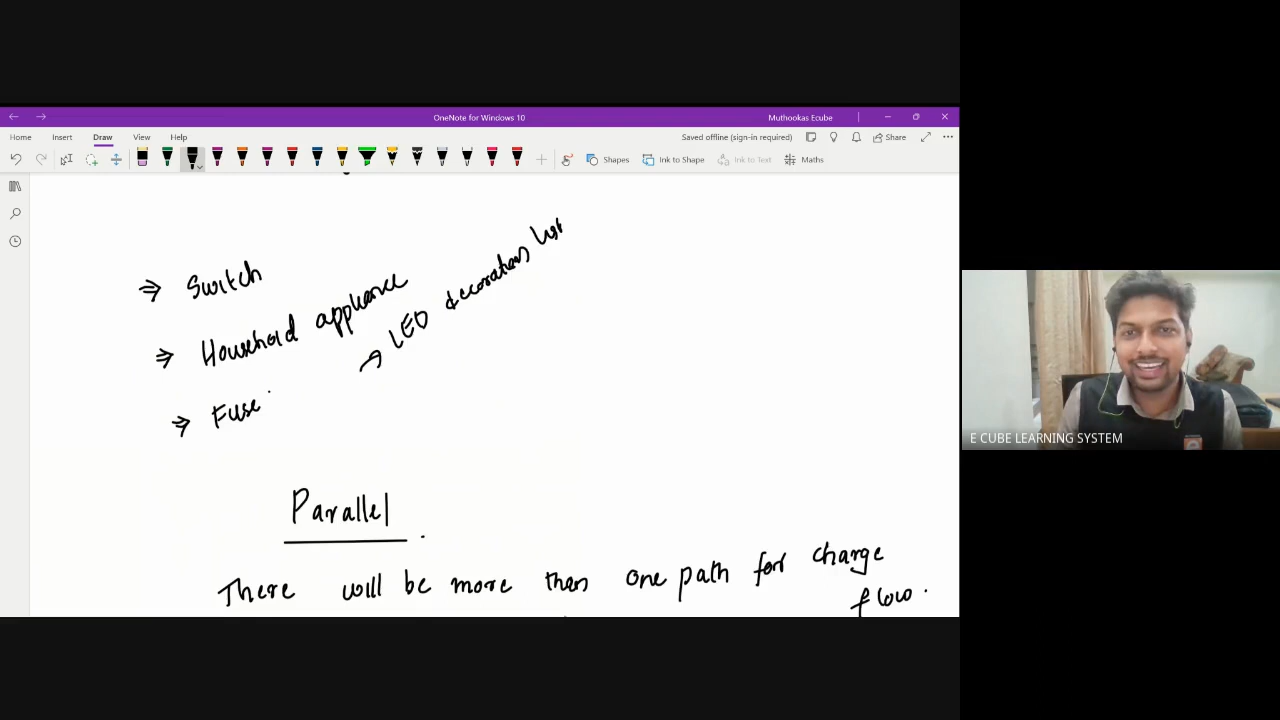 OneNote for Windows 10
Muthookas Ecube
Home Insert Draw View Help
Saved offline (sign-in required)
Share
Shapes
Ink to Shape
Ink to Text
Maths
⇒ Switch
⇒ Household appliance
→ LED decorations
⇒ Fuse
Parallel
There will be more than one path for charge
flow.
E CUBE LEARNING SYSTEM